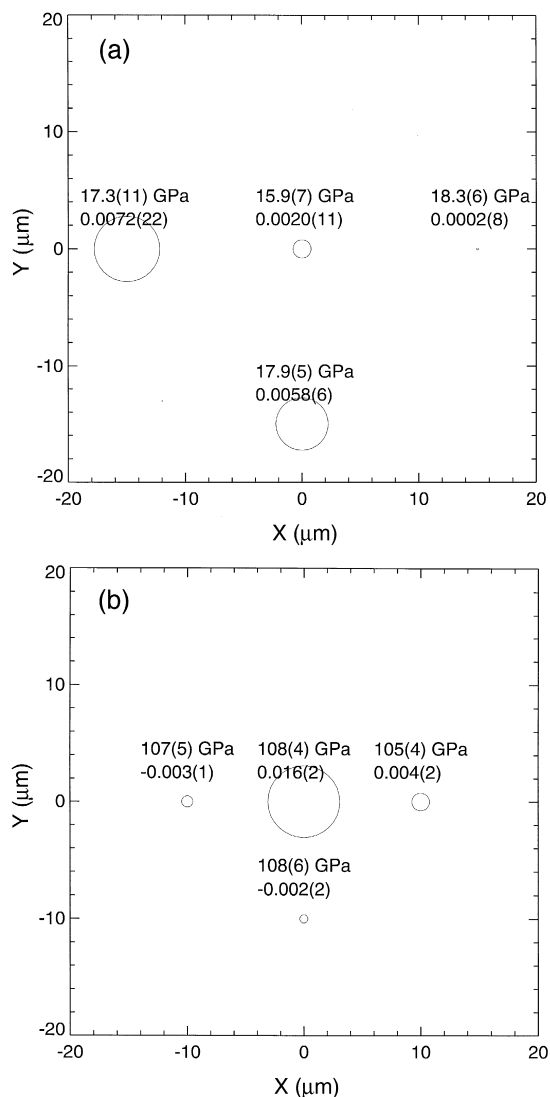 20
(a)
10
17.3(11) GPa 15.9(7) GPa 18.3(6) GPa
0.0072(22) 0.0020(11) 0.0002(8)
0
Y (μm)
17.9(5) GPa
-10
0.0058(6)
-20
-20 -10 0 10 20
X (μm)
20
(b)
10
107(5) GPa 108(4) GPa 105(4) GPa
-0.003(1) 0.016(2) 0.004(2)
0
Y (μm)
108(6) GPa
-0.002(2)
-10
-20
-20 -10 0 10 20
X (μm)